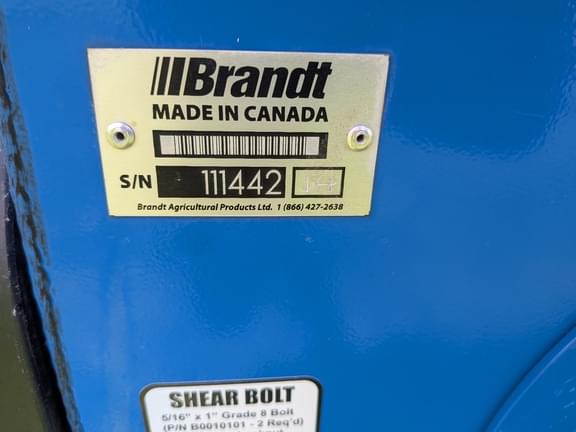 Brandt
MADE IN CANADA
S/N 111442
Brandt Agricultural Products Ltd. 1 (866) 427-2638
SHEAR BOLT
5/16" x 1" Grade 8 Bolt
(P/N B0010101 - 2 Req'd)